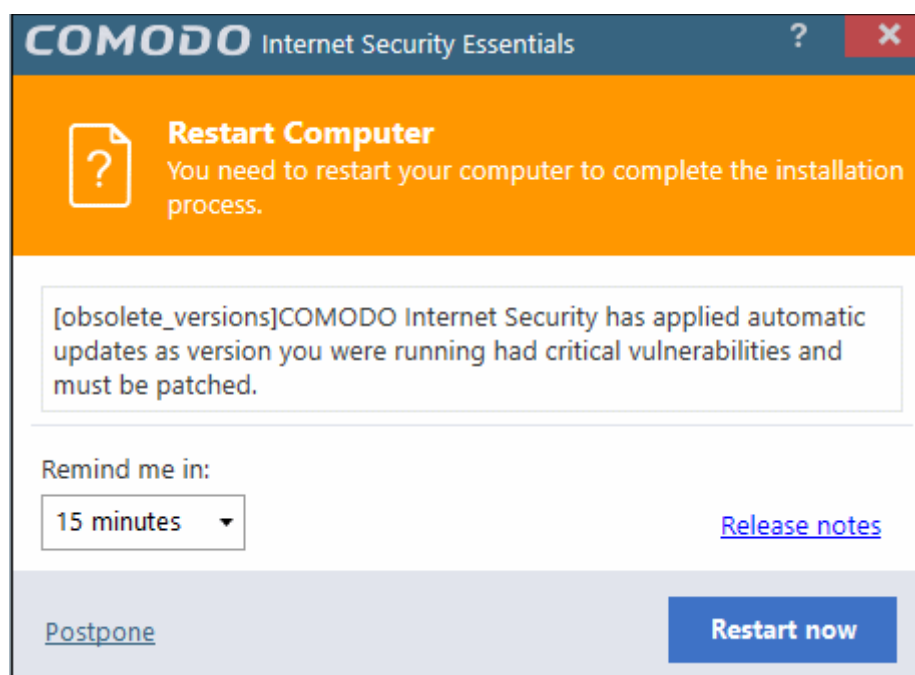 COMODO Internet Security Essentials ?
Restart Computer
You need to restart your computer to complete the installation
process.
?
[obsolete_versions]COMODO Internet Security has applied automatic
updates as version you were running had critical vulnerabilities and
must be patched.
Remind me in:
15 minutes
Release notes
Postpone
Restart now